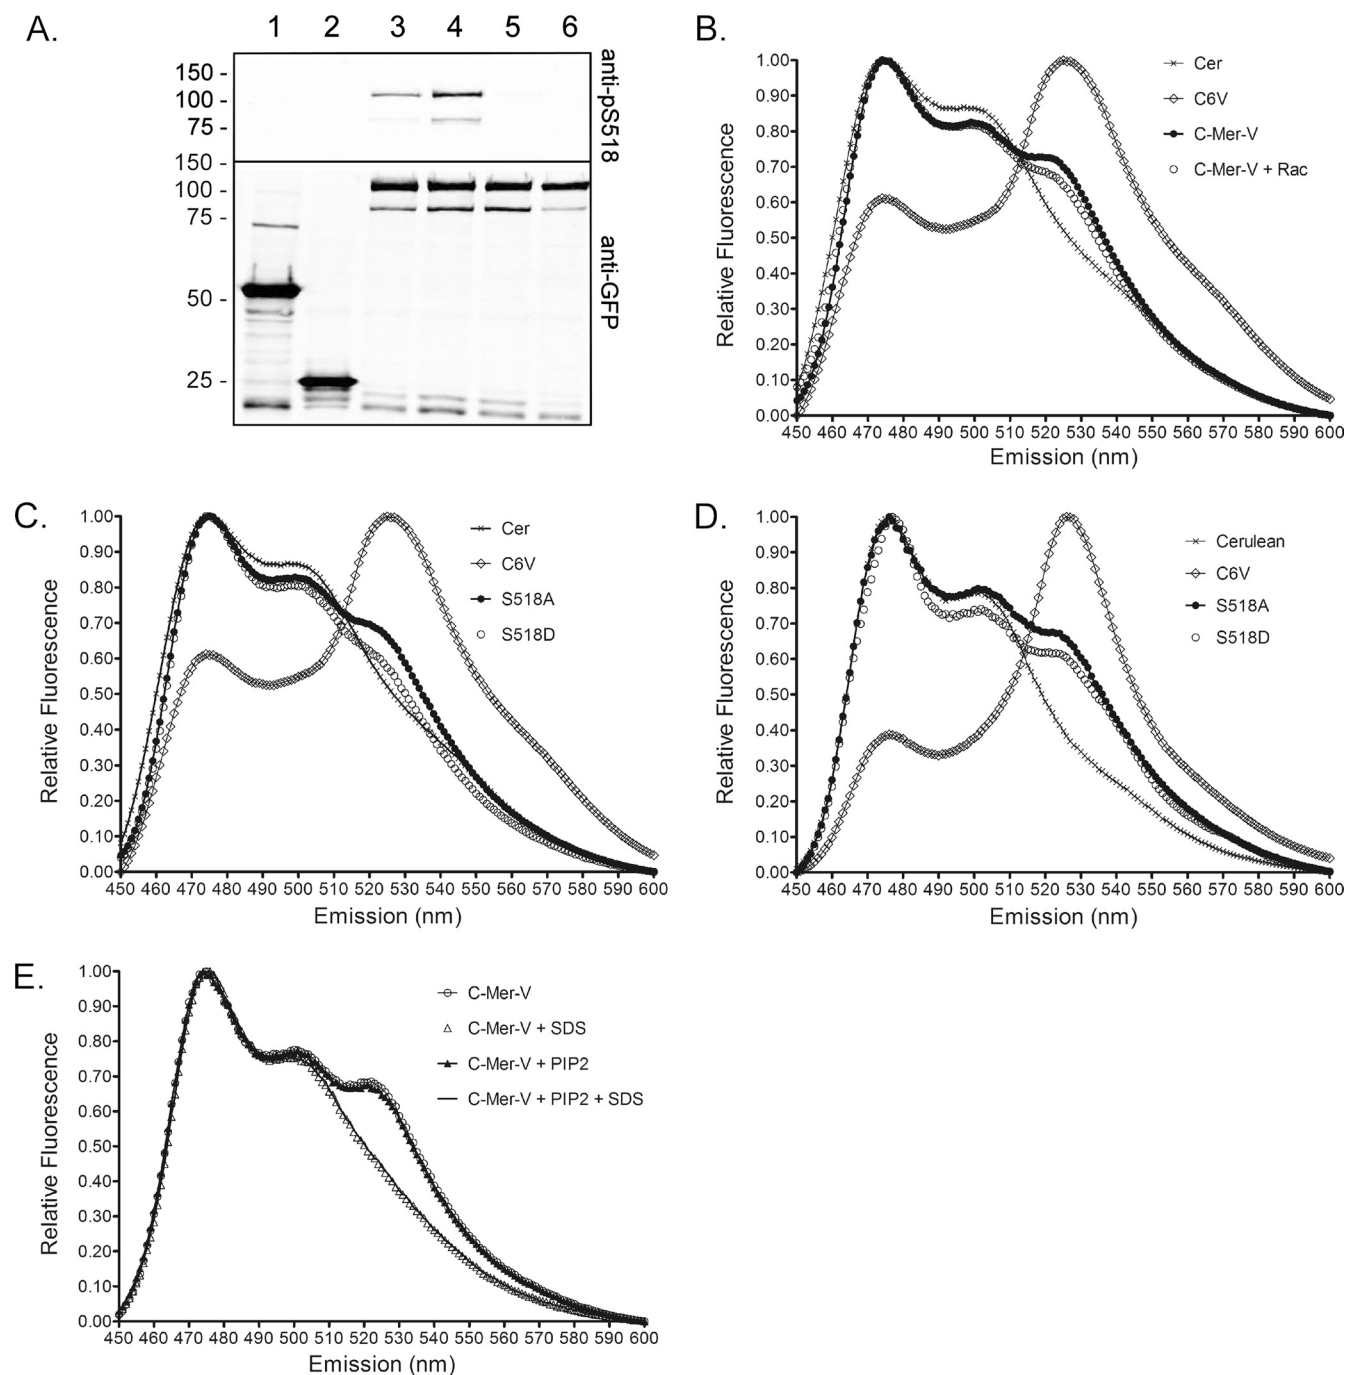 A.
1 2 3 4 5 6
150 -
100 -
75 -
anti-pS518
150 -
100 -
75 -
50 -
25 -
anti-GFP
B.
Relative Fluorescence
1.00
0.90
0.80
0.70
0.60
0.50
0.40
0.30
0.20
0.10
0.00
450 460 470 480 490 500 510 520 530 540 550 560 570 580 590 600
Emission (nm)
Cer
C6V
C-Mer-V
C-Mer-V + Rac
C.
Relative Fluorescence
1.00
0.90
0.80
0.70
0.60
0.50
0.40
0.30
0.20
0.10
0.00
450 460 470 480 490 500 510 520 530 540 550 560 570 580 590 600
Emission (nm)
Cer
C6V
S518A
S518D
D.
Relative Fluorescence
1.00
0.90
0.80
0.70
0.60
0.50
0.40
0.30
0.20
0.10
0.00
450 460 470 480 490 500 510 520 530 540 550 560 570 580 590 600
Emission (nm)
Cerulean
C6V
S518A
S518D
E.
Relative Fluorescence
1.00
0.90
0.80
0.70
0.60
0.50
0.40
0.30
0.20
0.10
0.00
450 460 470 480 490 500 510 520 530 540 550 560 570 580 590 600
Emission (nm)
C-Mer-V
C-Mer-V + SDS
C-Mer-V + PIP2
C-Mer-V + PIP2 + SDS